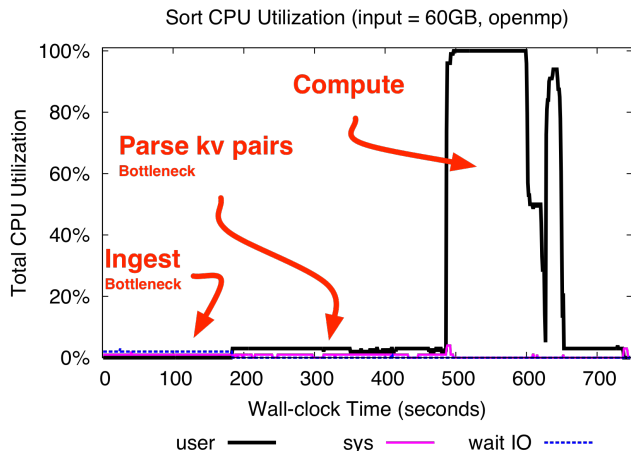 Sort CPU Utilization (input = 60GB, openmp)
100%
80%
60%
40%
20%
0%
Total CPU Utilization
Compute
Parse kv pairs
Bottleneck
Ingest
Bottleneck
0 100 200 300 400 500 600 700
Wall-clock Time (seconds)
user sys wait IO